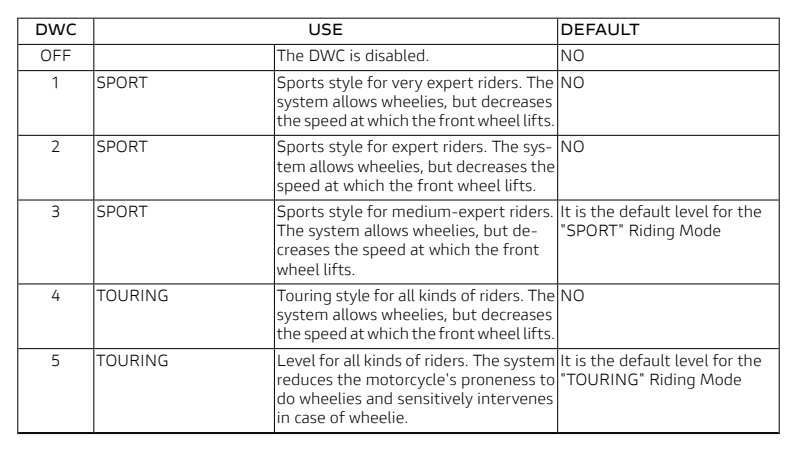 DWC USE DEFAULT
OFF The DWC is disabled. NO
1 SPORT Sports style for very expert riders. The NO
system allows wheelies, but decreases
the speed at which the front wheel lifts.
2 SPORT Sports style for expert riders. The sys- NO
tem allows wheelies, but decreases the
speed at which the front wheel lifts.
3 SPORT Sports style for medium-expert riders. It is the default level for the
The system allows wheelies, but de- "SPORT" Riding Mode
creases the speed at which the front
wheel lifts.
4 TOURING Touring style for all kinds of riders. The NO
system allows wheelies, but decreases
the speed at which the front wheel lifts.
5 TOURING Level for all kinds of riders. The system It is the default level for the
reduces the motorcycle's proneness to "TOURING" Riding Mode
do wheelies and sensitively intervenes
in case of wheelie.